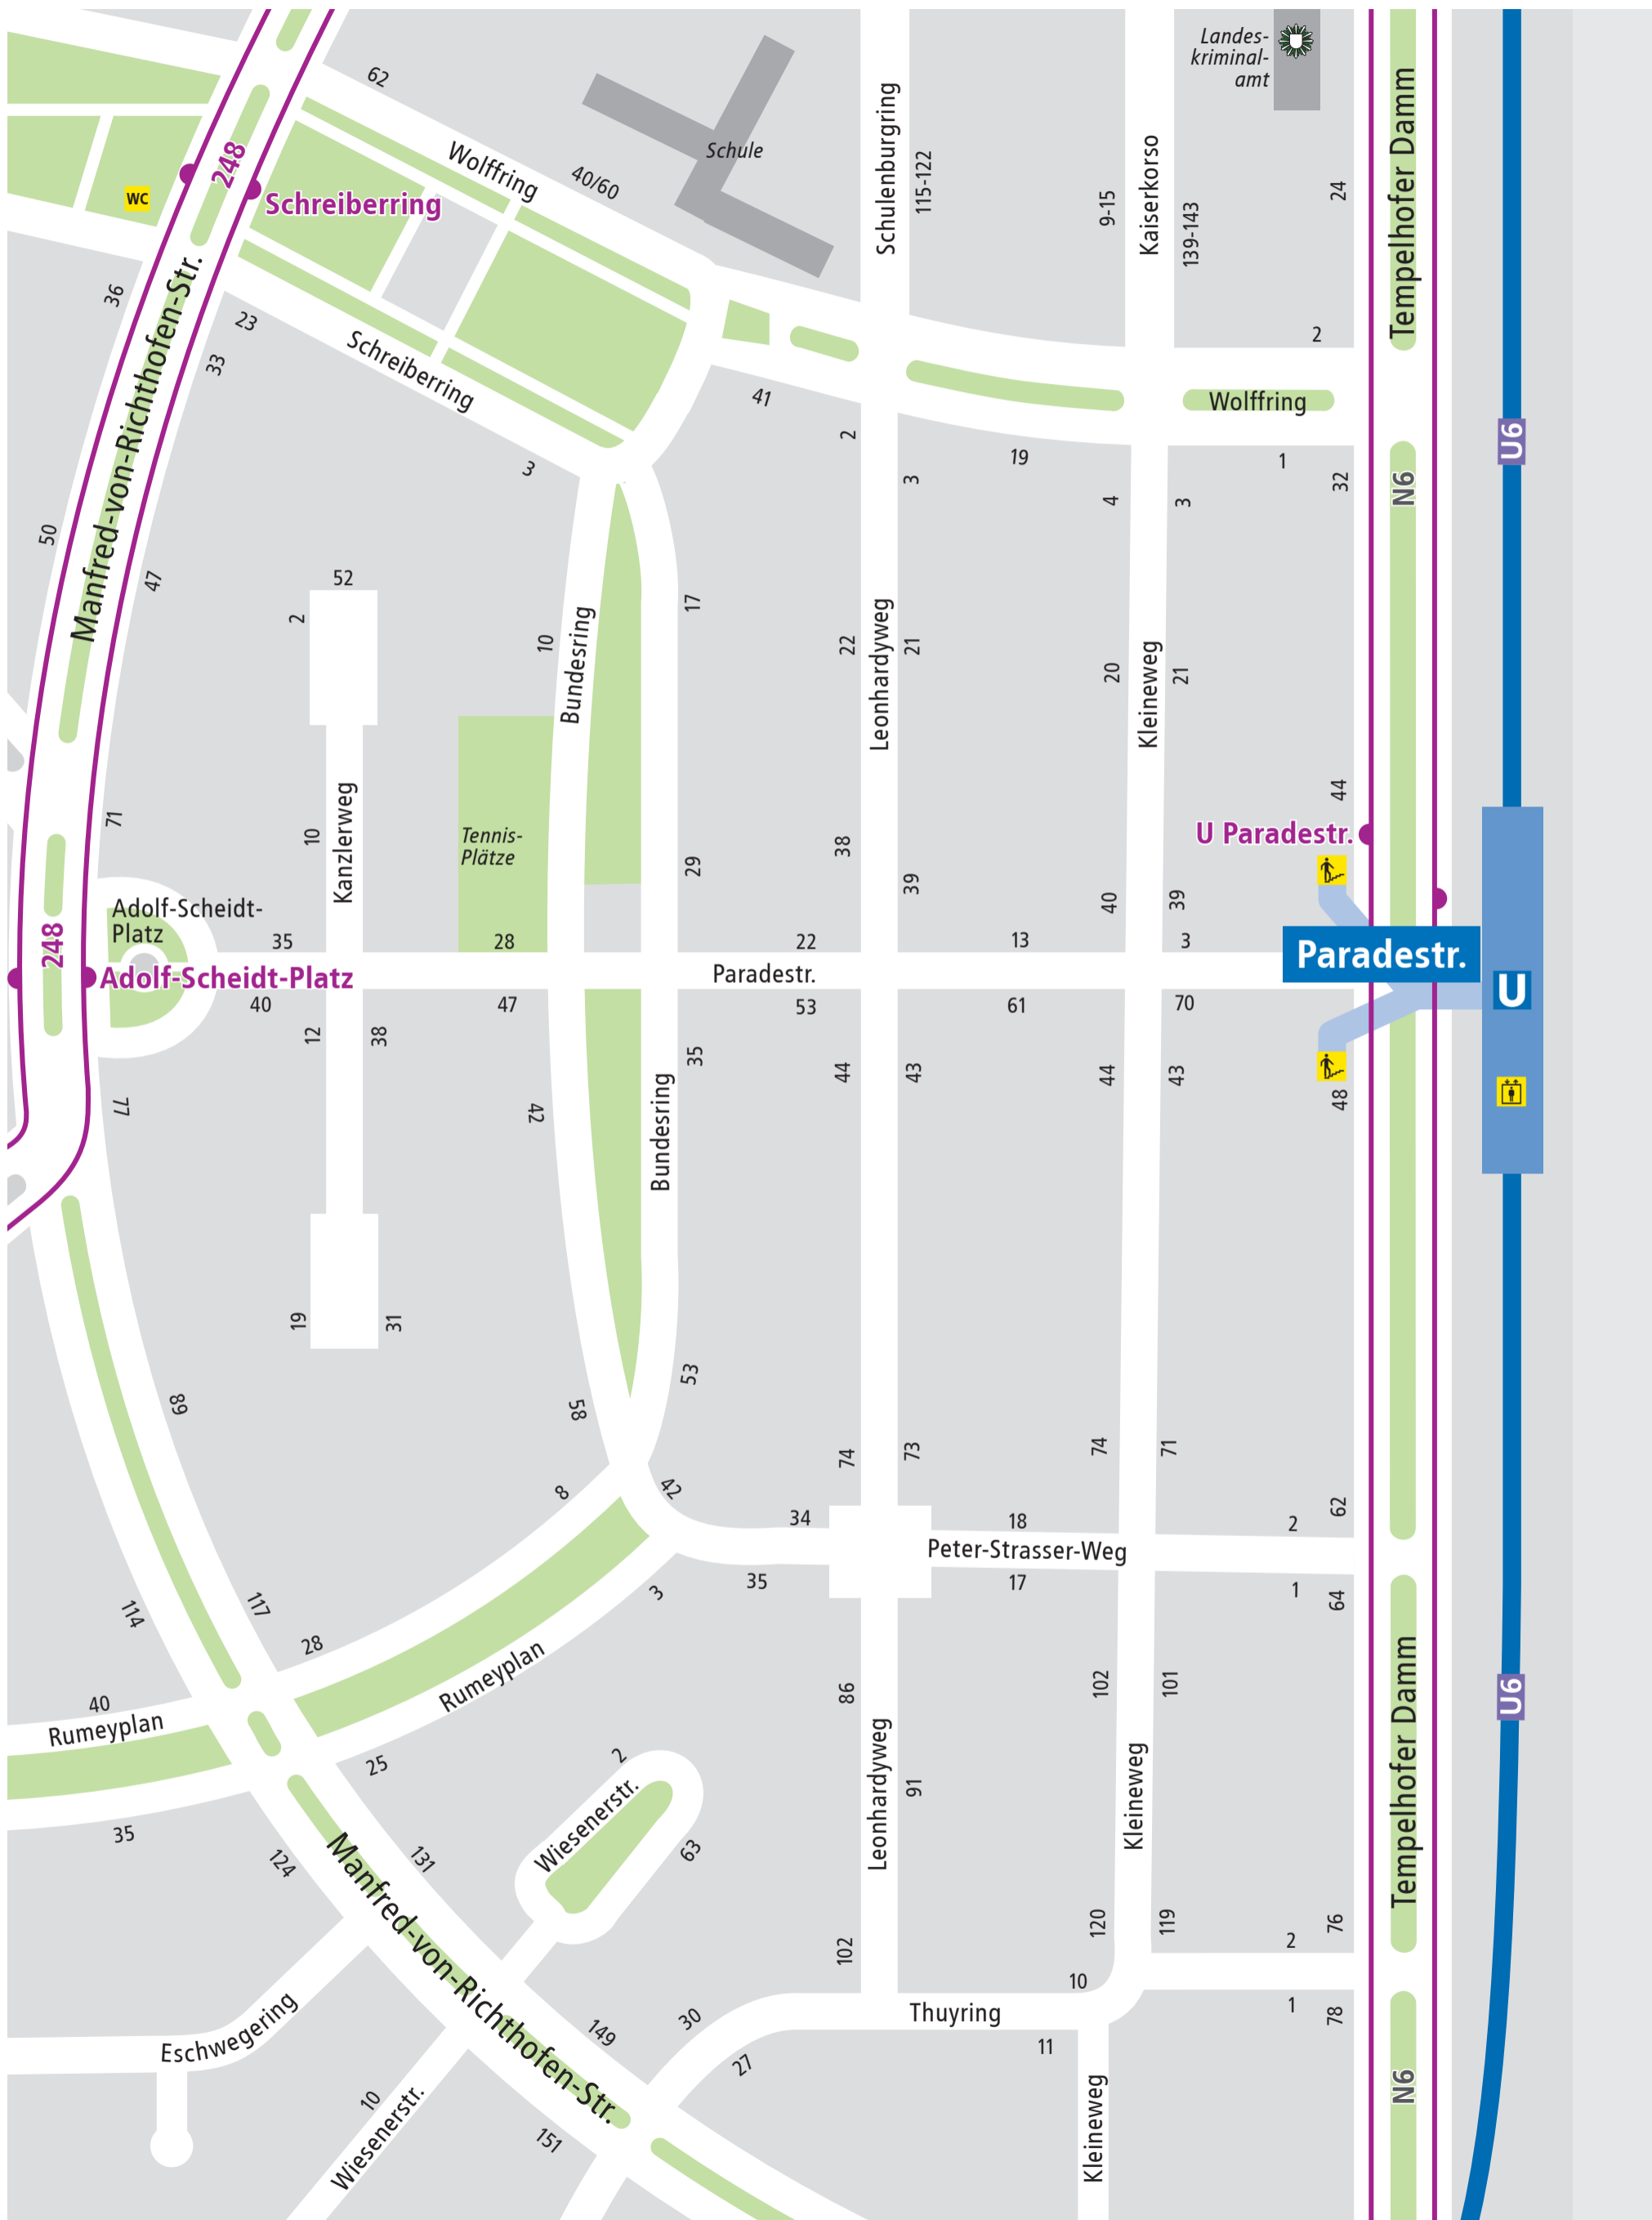 62
Landes-
kriminal-
amt
Schule
Wolffring
40/60
Schulenburgring
115-122
9-15
Kaiserkorso
139-143
24
Tempelhofer Damm
248
WC
Schreiberring
36
23
33
Schreiberring
Manfred-von-Richthofen-Str.
2
41
Wolffring
2
19
1
3
3
4
3
32
N6
U6
50
47
52
2
10
17
Bundesring
22
Leonhardyweg
21
20
Kleineweg
21
71
10
Kanzlerweg
Tennis-
Plätze
29
38
39
40
39
44
U Paradestr.
Adolf-Scheidt-
Platz
248
35
28
22
13
3
Paradestr.
Adolf-Scheidt-Platz
Paradestr.
U
40
47
53
61
70
12
38
35
44
43
44
43
48
77
42
Bundesring
19
31
89
58
53
74
73
74
71
8
42
34
18
2
62
Peter-Strasser-Weg
35
17
1
64
3
114
117
28
Rumeyplan
40
Rumeyplan
25
35
86
102
101
U6
Tempelhofer Damm
2
Wiesenerstr.
63
Leonhardyweg
91
Kleineweg
124
131
Manfred-von-Richthofen-Str.
102
120
119
2
76
10
Thuyring
1
78
30
149
27
11
Eschwegering
10
Wiesenerstr.
151
Kleineweg
N6